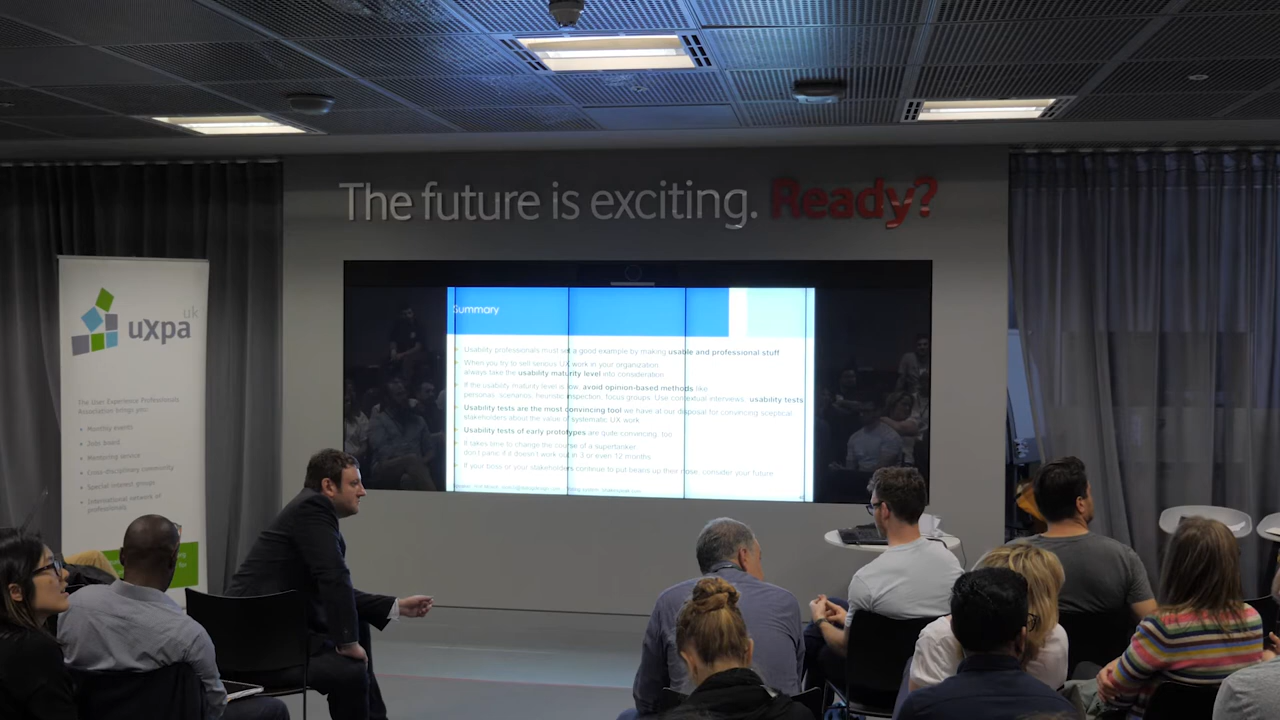 The future is exciting. Ready?
uxpa uk
The User Experience Professionals
Association brings you:
Monthly events
Jobs board
Mentoring service
Cross disciplinary community
Special interest groups
International network of
professionals
Summary
Usability professionals must set a good example by making usable and professional stuff
When you try to sell serious UX work in your organization
always take the usability maturity level into consideration
If the usability maturity level is low, avoid opinion-based methods like
personas, scenarios, heuristic inspection, focus groups. Use contextual interviews, usability tests
Usability tests are the most convincing tool we have at our disposal for convincing sceptical
stakeholders about the value of systematic UX work
Usability tests of early prototypes are quite convincing, too
It takes time to change the course of a supertanker
don't panic if it doesn't work out in 3 or even 12 months
If your boss or your stakeholders continue to put beans up their nose, consider your future